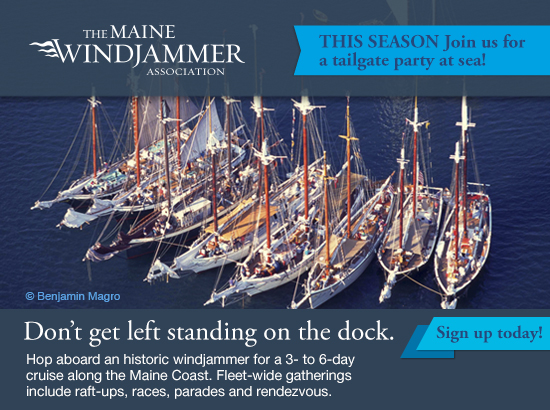 THE MAINE
WINDJAMMER
ASSOCIATION
THIS SEASON Join us for
a tailgate party at sea!
© Benjamin Magro
Don't get left standing on the dock.
Sign up today!
Hop aboard an historic windjammer for a 3- to 6-day
cruise along the Maine Coast. Fleet-wide gatherings
include raft-ups, races, parades and rendezvous.